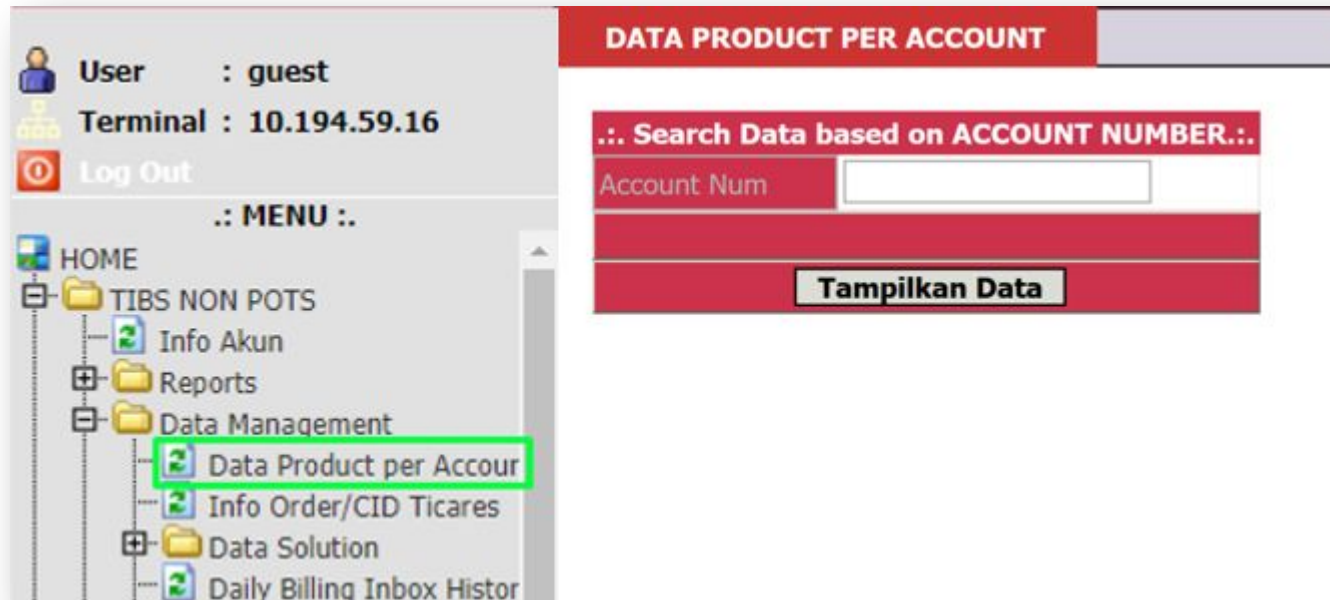 User : guest
Terminal : 10.194.59.16
Log Out
.: MENU :.
HOME
TIBS NON POTS
Info Akun
Reports
Data Management
Data Product per Accour
Info Order/CID Ticares
Data Solution
Daily Billing Inbox Histor
DATA PRODUCT PER ACCOUNT
.:. Search Data based on ACCOUNT NUMBER.:.
Account Num
Tampilkan Data